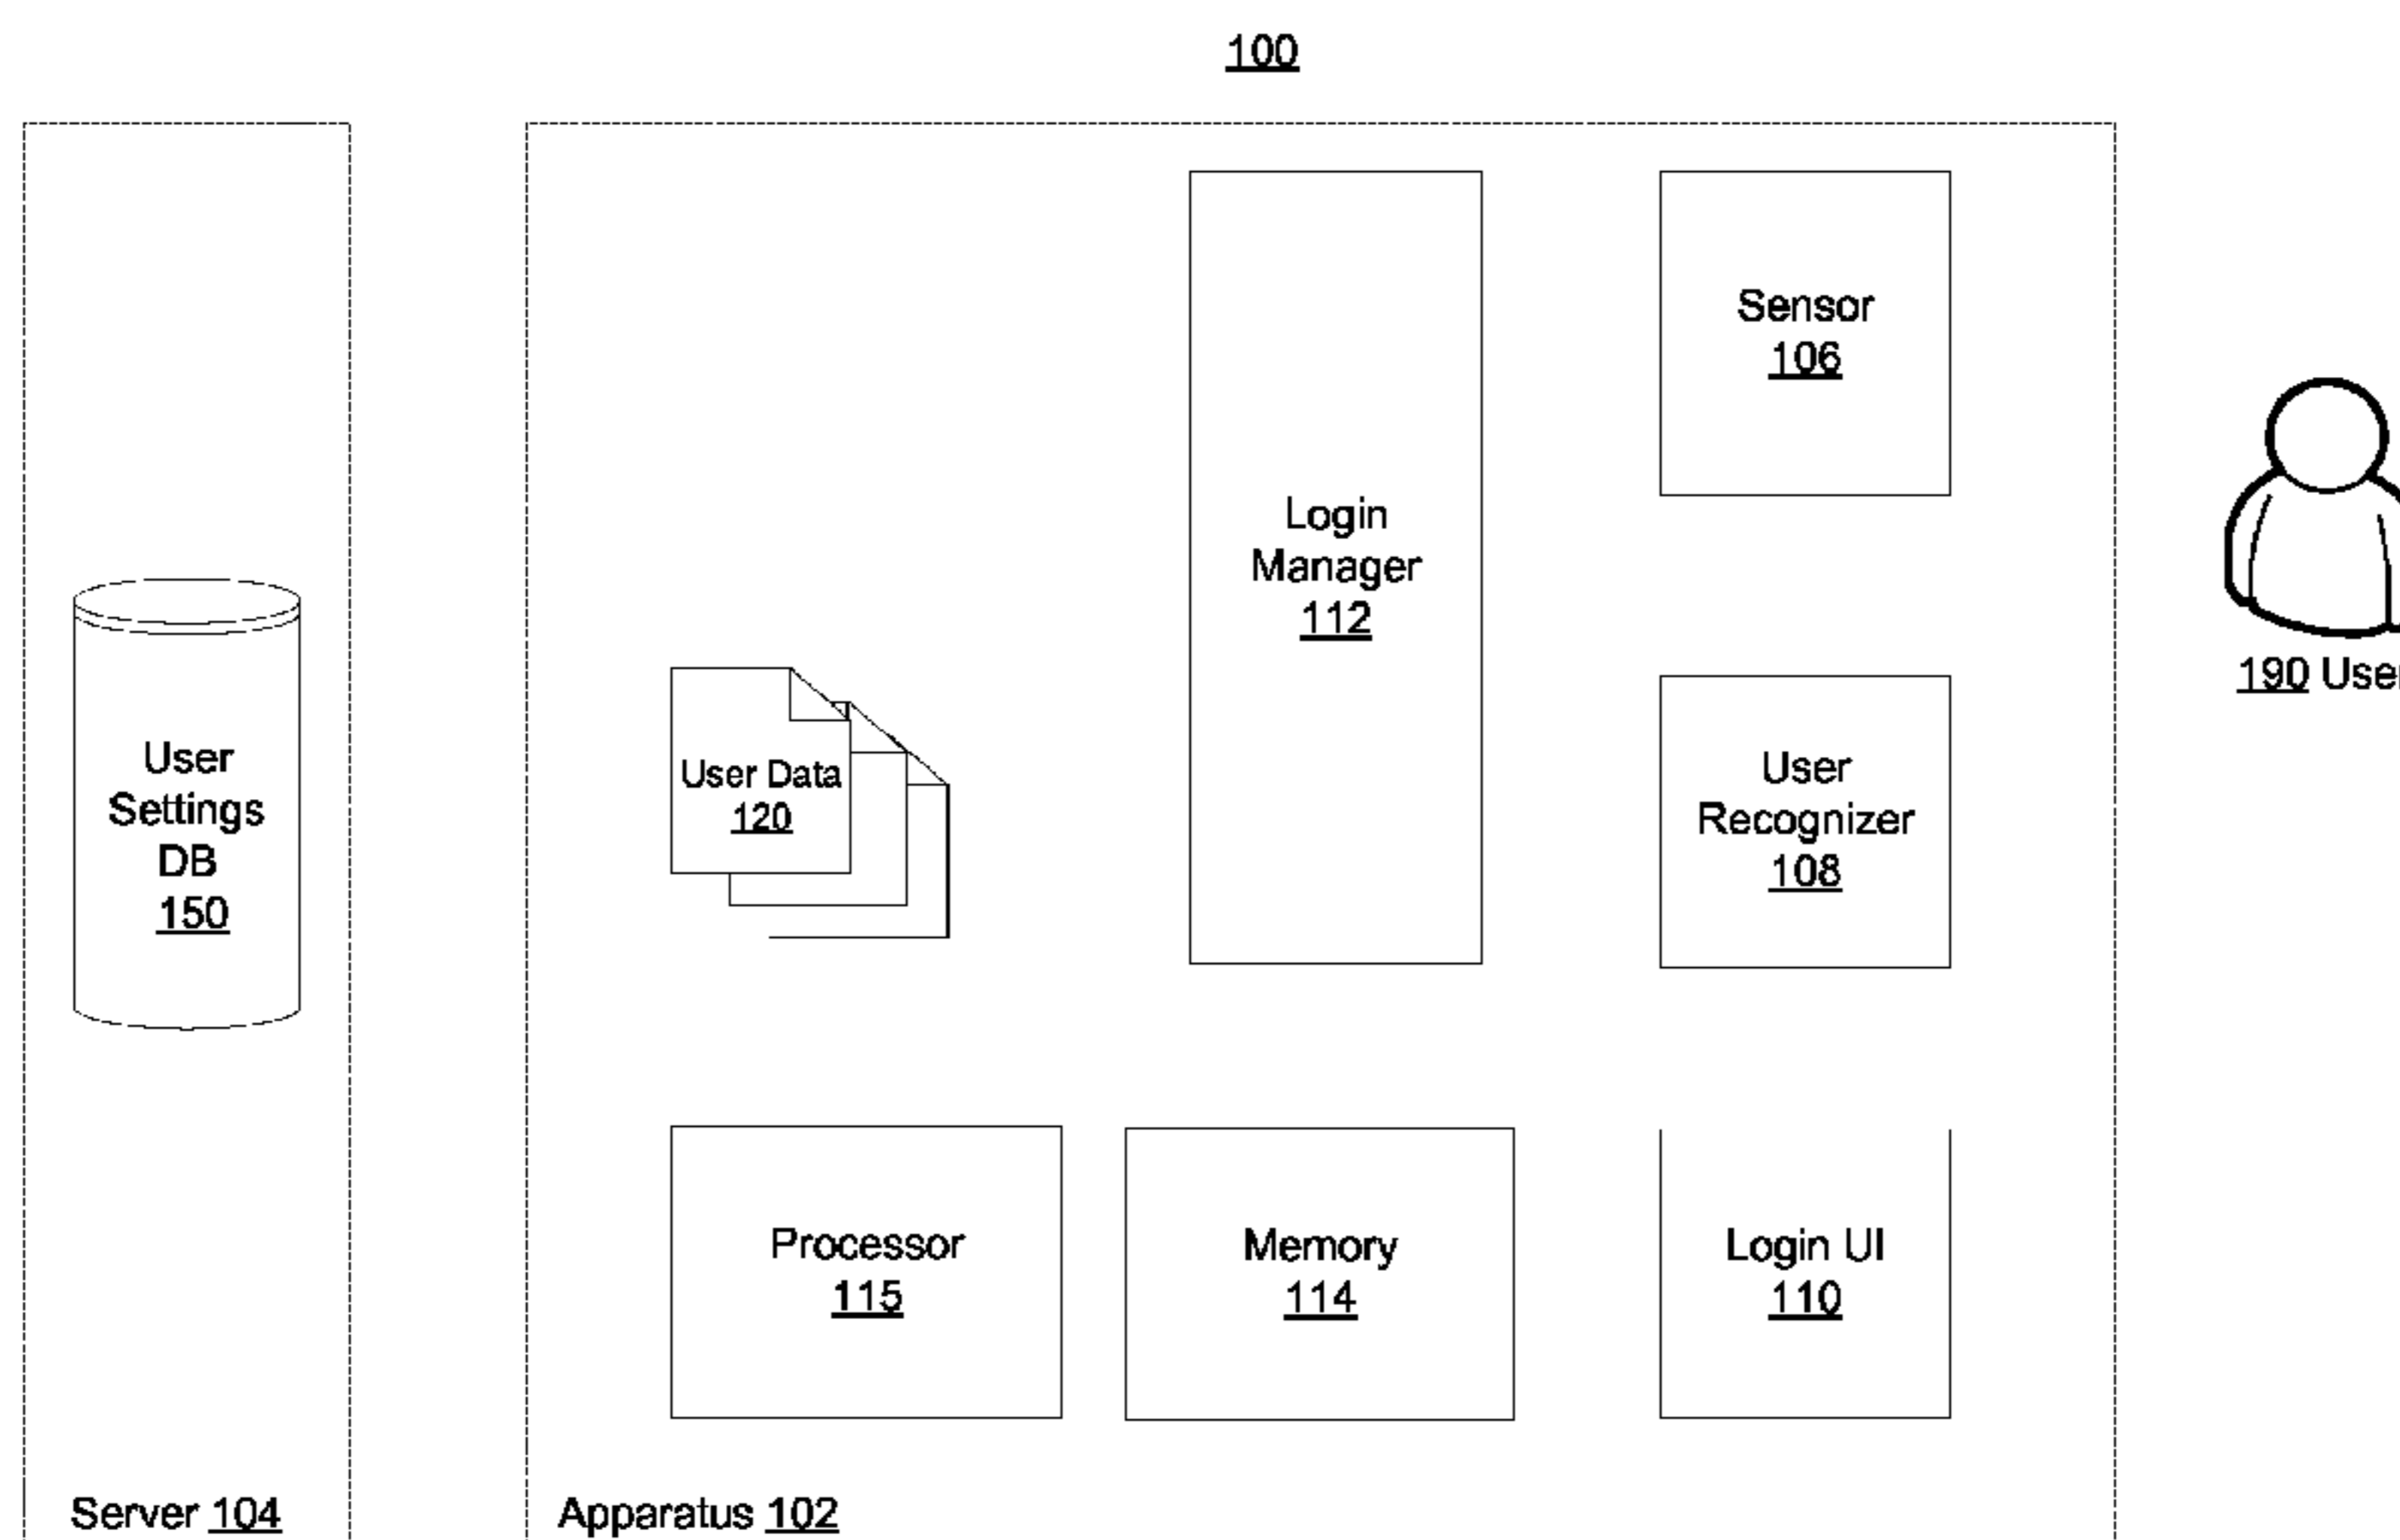 100
Sensor
106
Login
Manager
112
190 User
User
Settings
DB
150
User Data
120
User
Recognizer
108
Processor
115
Memory
114
Login UI
110
Server 104
Apparatus 102